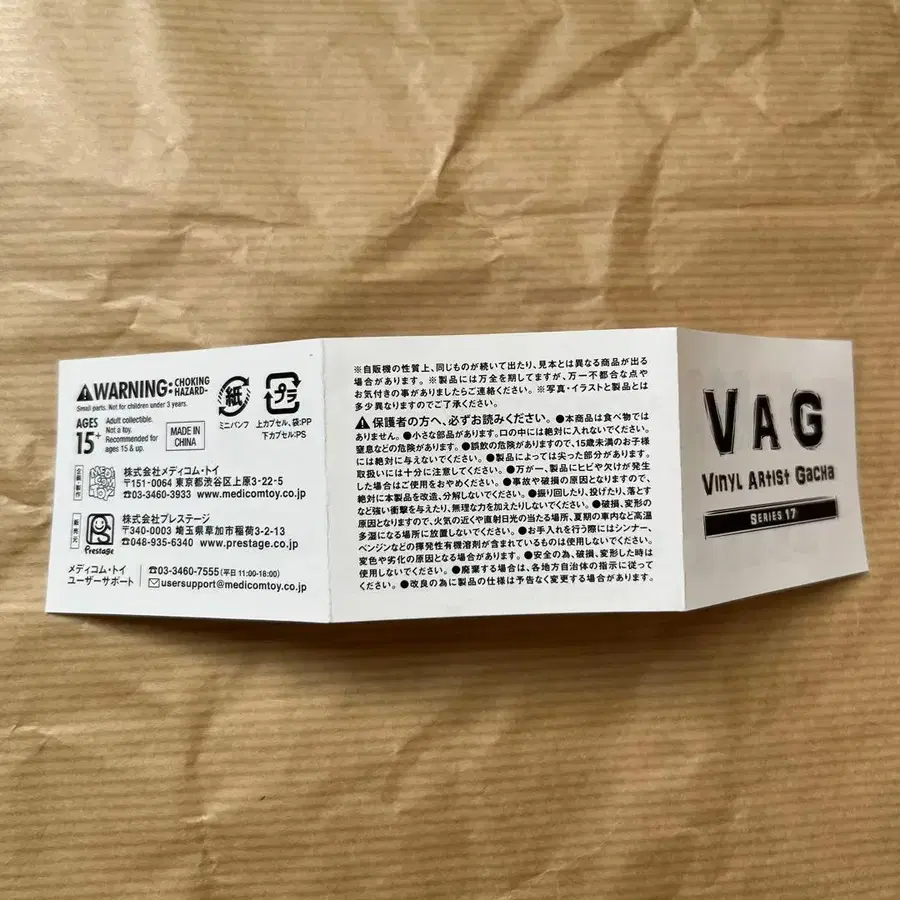 ⚠WARNING: CHOKING HAZARD-
Small parts. Not for children under 3 years.
AGES 15+
Adult collectible.
Not a toy.
Recommended for
ages 15 & up.
MADE IN
CHINA
紙
ミニパンフ
プラ
上カプセル、袋:PP
下カプセル:PS
企画・製作
株式会社メディコム・トイ
〒151-0064 東京都渋谷区上原3-22-5
☎03-3460-3933 www.medicomtoy.co.jp
販売元
Prestage
株式会社プレステージ
〒340-0003 埼玉県草加市稲荷3-2-13
☎048-935-6340 www.prestage.co.jp
メディコム・トイ
ユーザーサポート
☎03-3460-7555(平日11:00-18:00)
✉usersupport@medicomtoy.co.jp
※自販機の性質上、同じものが続いて出たり、見本とは異なる商品が出る
場合があります。※製品には万全を期してますが、万一不都合な点や
お気付きの事がありましたらご連絡ください。※写真・イラストと製品とは
多少異なりますのでご了承ください。
⚠保護者の方へ、必ずお読みください。●本商品は食べ物では
ありません。●小さな部品があります。口の中には絶対に入れないでください。
窒息などの危険があります。●誤飲の危険がありますので、15歳未満のお子様
には絶対に与えないでください。●製品によっては尖った部分があります。
取扱いには十分に注意してください。●万が一、製品にヒビや欠けが発生
した場合はご使用をおやめください。●事故や破損の原因となりますので、
絶対に本製品を改造、分解しないでください。●振り回したり、投げたり、落とす
など強い衝撃を与えたり、無理な力を加えたりしないでください。●破損、変形の
原因となりますので、火気の近くや直射日光の当たる場所、夏期の車内など高温
多湿になる場所に放置しないでください。●お手入れを行う際にはシンナー、
ベンジンなどの揮発性有機溶剤が含まれているものは使用しないでください。
変色や劣化の原因となる場合があります。●安全の為、破損、変形した時は
使用しないでください。●廃棄する場合は、各地方自治体の指示に従って
ください。●改良の為に製品の仕様は予告なく変更する場合があります。
VAG
VINYL ARTIST GACHA
SERIES 17